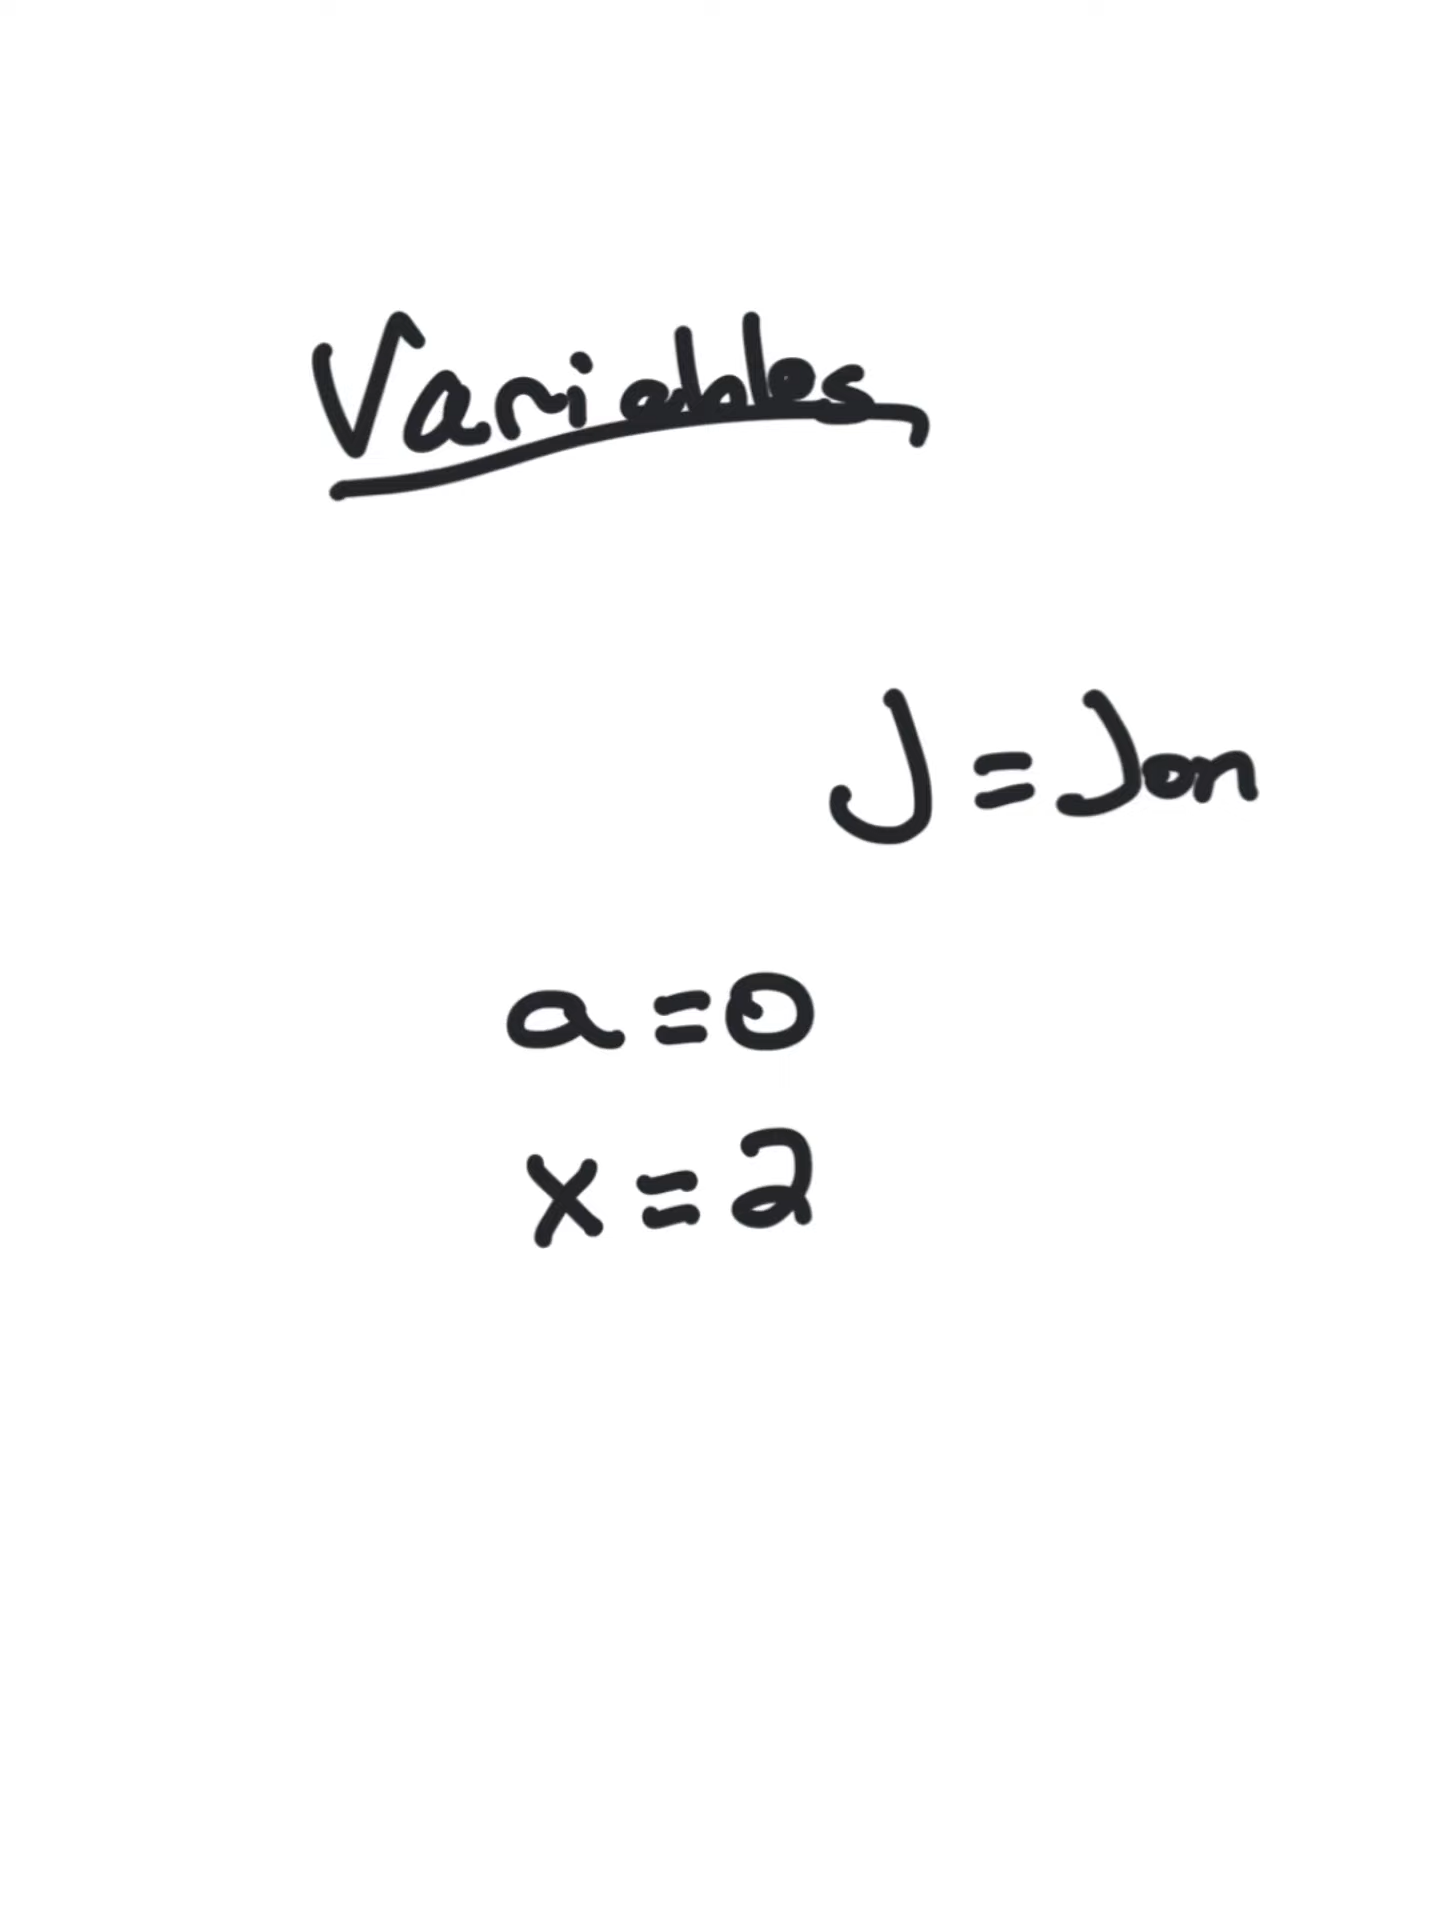 Variables
J = Jon
a = 0
x = 2